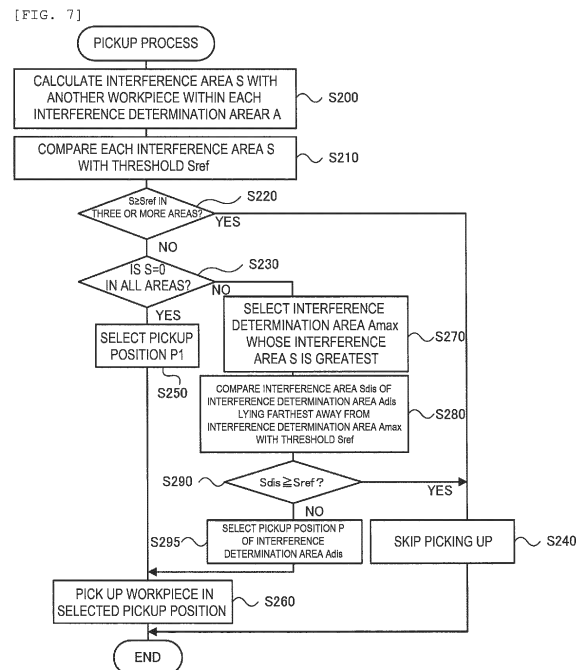 [FIG. 7]
PICKUP PROCESS
CALCULATE INTERFERENCE AREA S WITH
ANOTHER WORKPIECE WITHIN EACH
INTERFERENCE DETERMINATION AREAR A
S200
COMPARE EACH INTERFERENCE AREA S
WITH THRESHOLD Sref
S210
S≥Sref IN
THREE OR MORE AREAS?
S220
YES
NO
IS S=0
IN ALL AREAS?
S230
NO
YES
SELECT PICKUP
POSITION P1
S250
SELECT INTERFERENCE
DETERMINATION AREA Amax
WHOSE INTERFERENCE
AREA S IS GREATEST
S270
COMPARE INTERFERENCE AREA Sdis OF
INTERFERENCE DETERMINATION AREA Adis
LYING FARTHEST AWAY FROM
INTERFERENCE DETERMINATION AREA Amax
WITH THRESHOLD Sref
S280
S290
Sdis≧Sref?
YES
NO
S295
SELECT PICKUP POSITION P
OF INTERFERENCE
DETERMINATION AREA Adis
SKIP PICKING UP
S240
PICK UP WORKPIECE IN
SELECTED PICKUP POSITION
S260
END